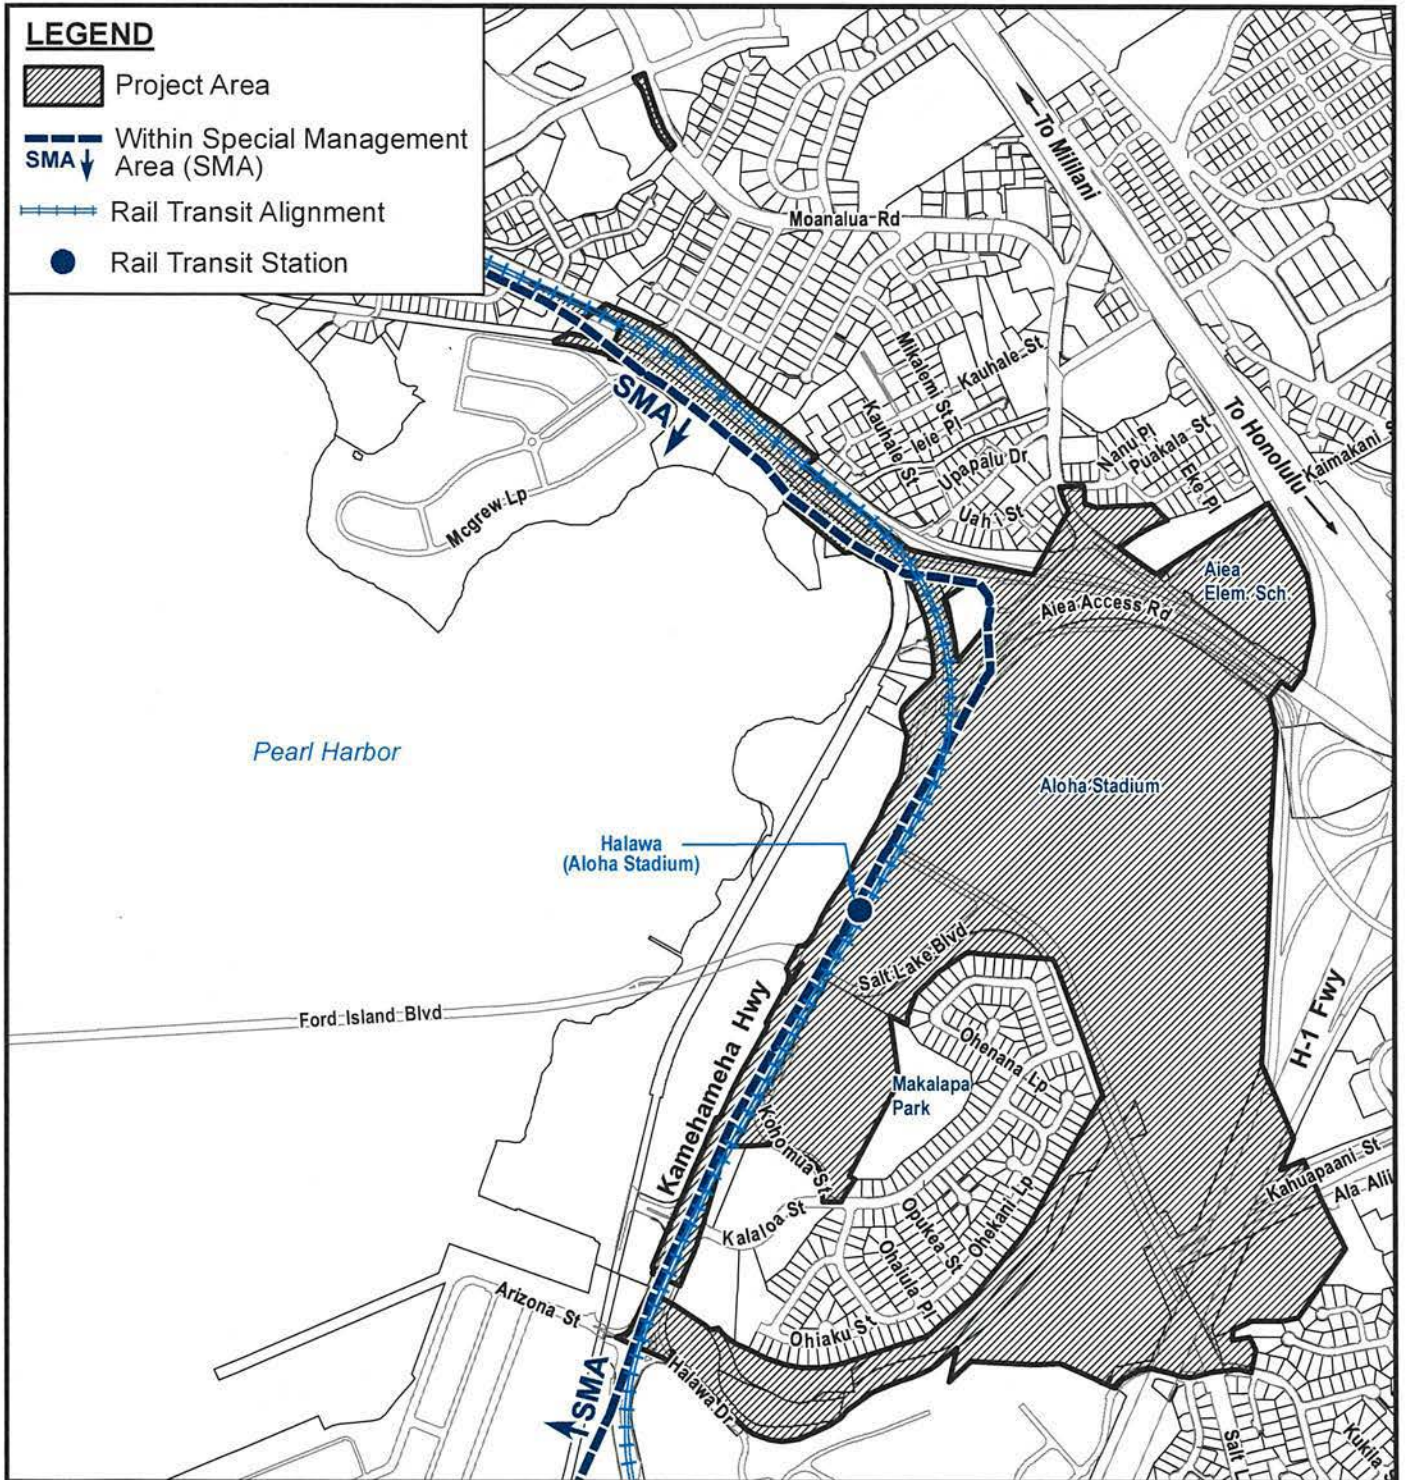 LEGEND
Project Area
Within Special Management
SMA
Area (SMA)
Rail Transit Alignment
Rail Transit Station
To Mililani
Moanalua Rd
Mikalemi St
Kauhale St
Kauhale St
Ieie Pl
Upapalu Dr
Uahi St
Nanu Pl
Puakala St
Eke Pl
To Honolulu
Kaimakani S
SMA
Mcgrew Lp
Aiea
Elem. Sch.
Aiea Access Rd
Pearl Harbor
Aloha Stadium
Halawa
(Aloha Stadium)
Salt Lake Blvd
Ford Island Blvd
Kamehameha Hwy
H-1 Fwy
Ohenana Lp
Makalapa
Park
Kohomua St
Kahuapaani St
Ala Alii
Kalaloa St
Opukea St
Ohekani Lp
Ohaiula Pl
Arizona St
Ohiaku St
Halawa Dr
SMA
Salt
Kukila